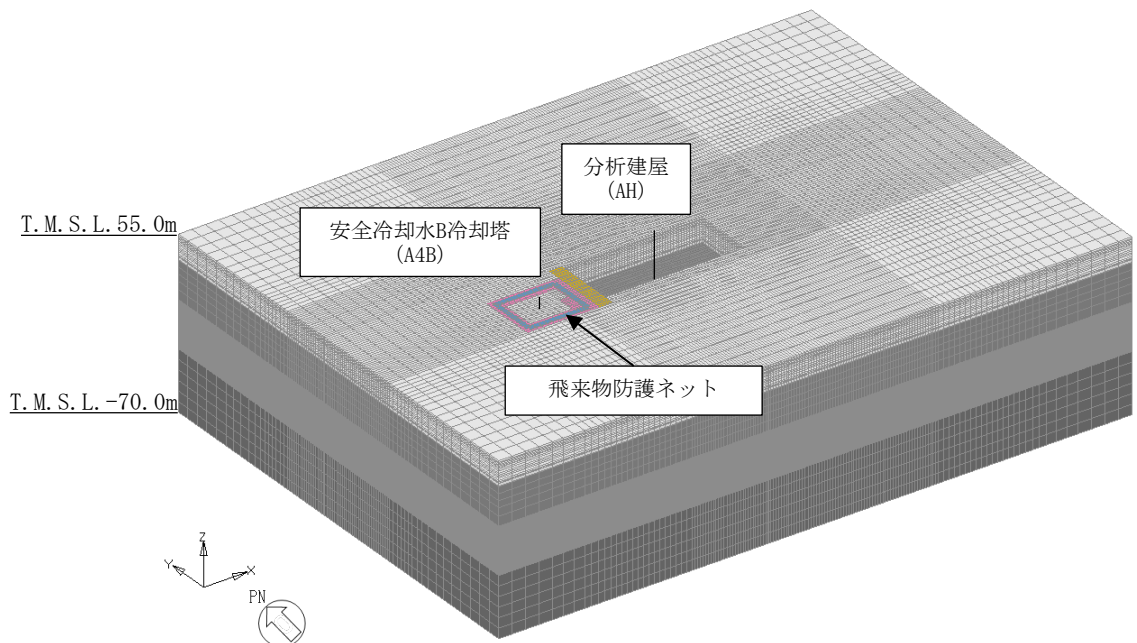 分析建屋
(AH)
T.M.S.L.55.0m
安全冷却水B冷却塔
(A4B)
飛来物防護ネット
T.M.S.L.-70.0m
Z
Y
X
PN